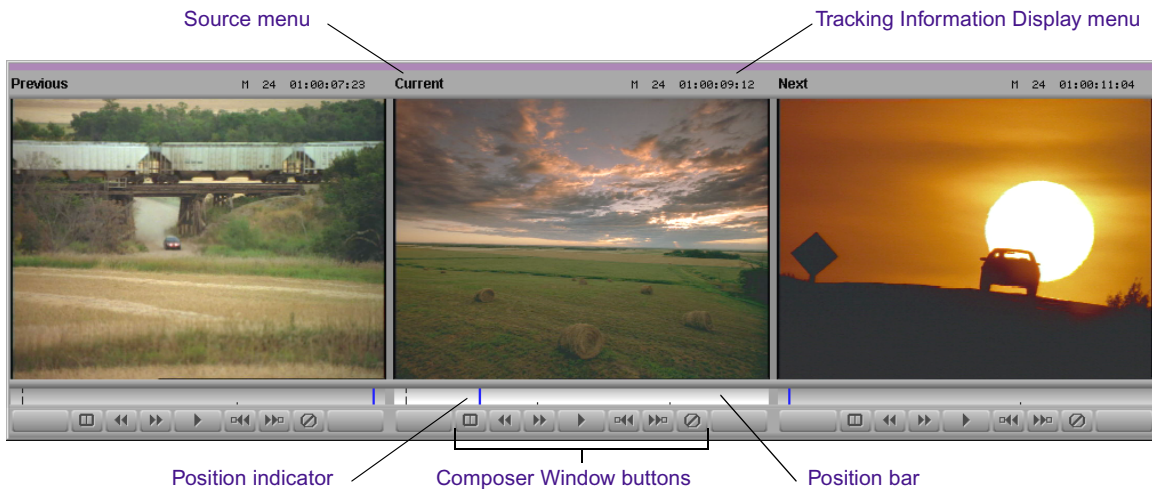 Source menu
Tracking Information Display menu
Previous M 24 01:00:07:23
Current M 24 01:00:09:12
Next M 24 01:00:11:04
Position indicator
Composer Window buttons
Position bar